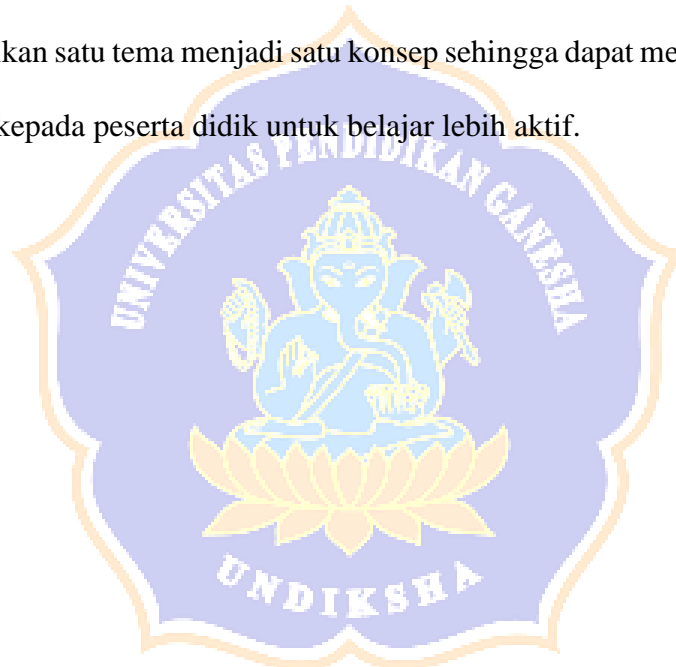 ikan satu tema menjadi satu konsep sehingga dapat me
kepada peserta didik untuk belajar lebih aktif.
UNIVERSITAS PENDIDIKAN GANESHA
UNDIKSHA